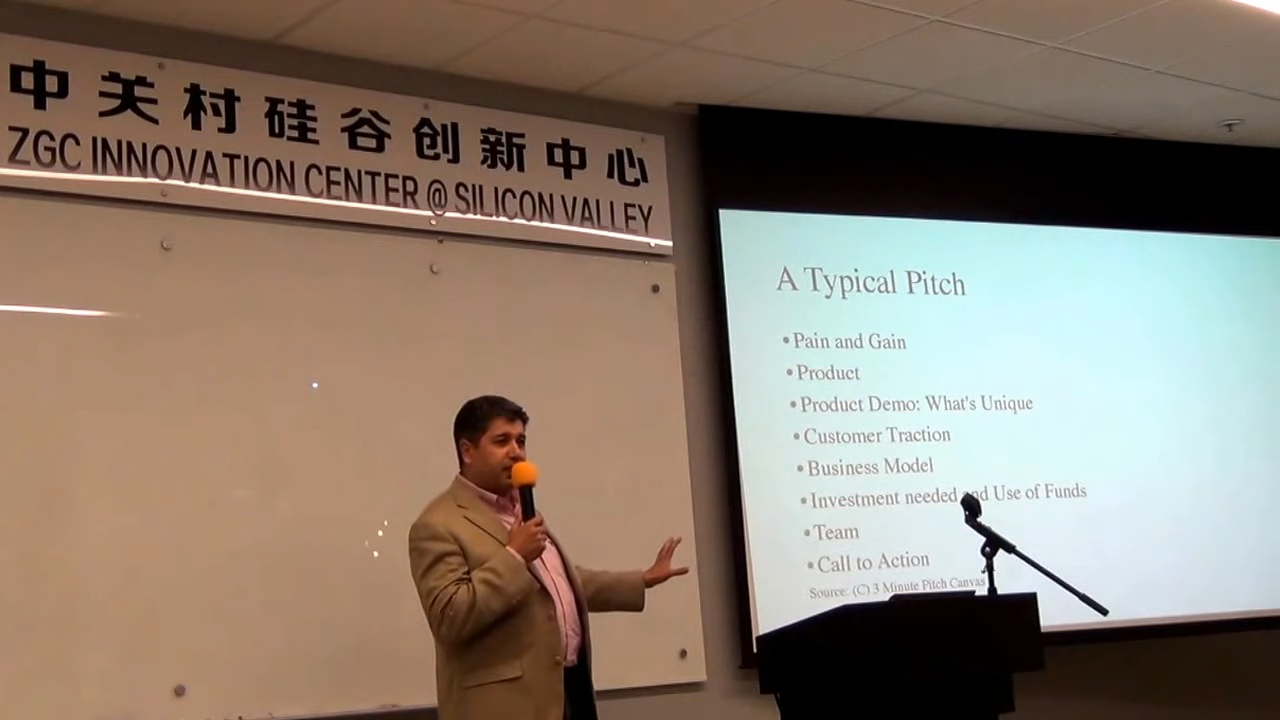 中关村硅谷创新中心
ZGC INNOVATION CENTER @ SILICON VALLEY
A Typical Pitch
• Pain and Gain
• Product
• Product Demo: What's Unique
• Customer Traction
• Business Model
• Investment needed and Use of Funds
• Team
• Call to Action
Source: (C) 3 Minute Pitch Canvas